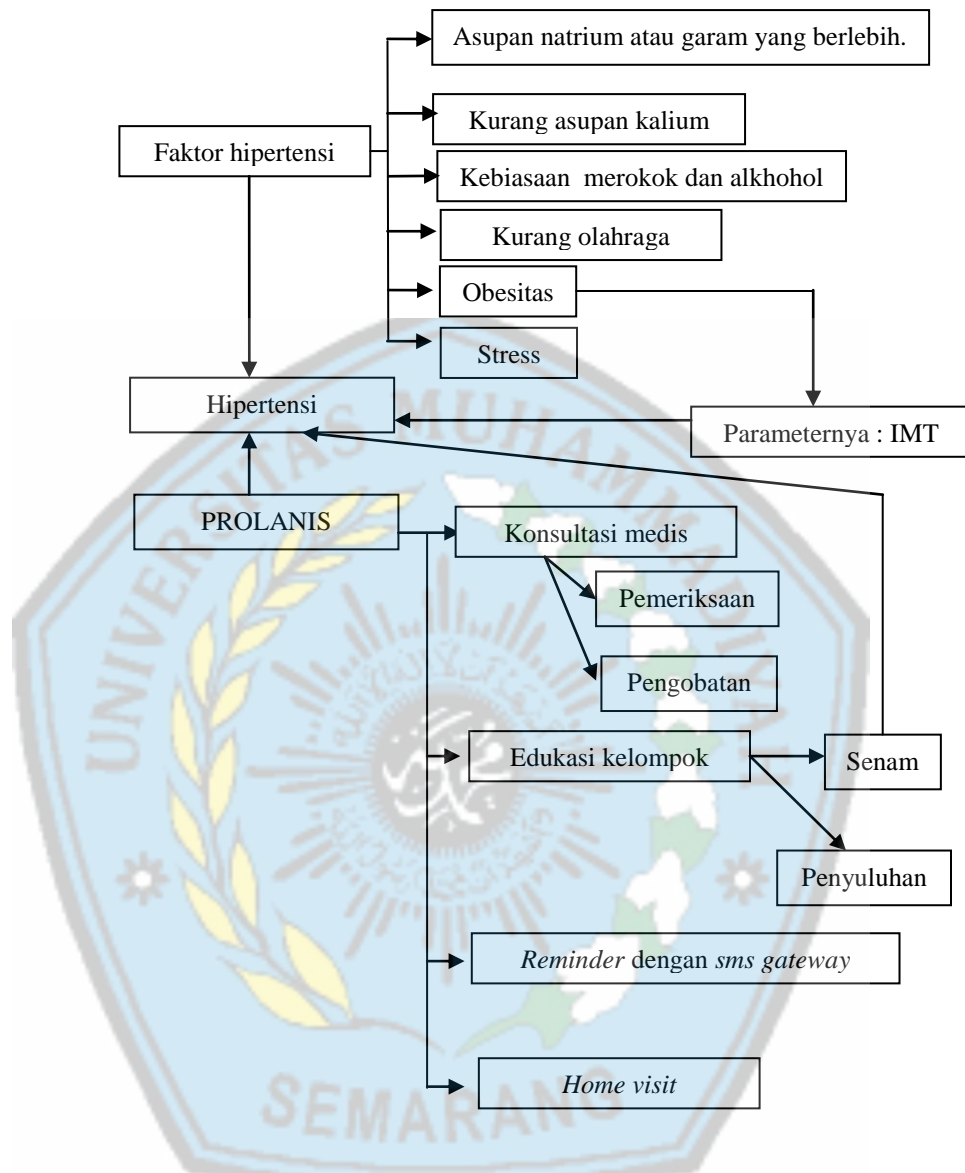 Asupan natrium atau garam yang berlebih.
Kurang asupan kalium
Faktor hipertensi
Kebiasaan merokok dan alkhohol
Kurang olahraga
Obesitas
Stress
Hipertensi
Parameternya : IMT
PROLANIS
Konsultasi medis
Pemeriksaan
Pengobatan
Edukasi kelompok
Senam
Penyuluhan
Reminder dengan sms gateway
Home visit
UNIVERSITAS MUHAMMADIYAH
SEMARANG